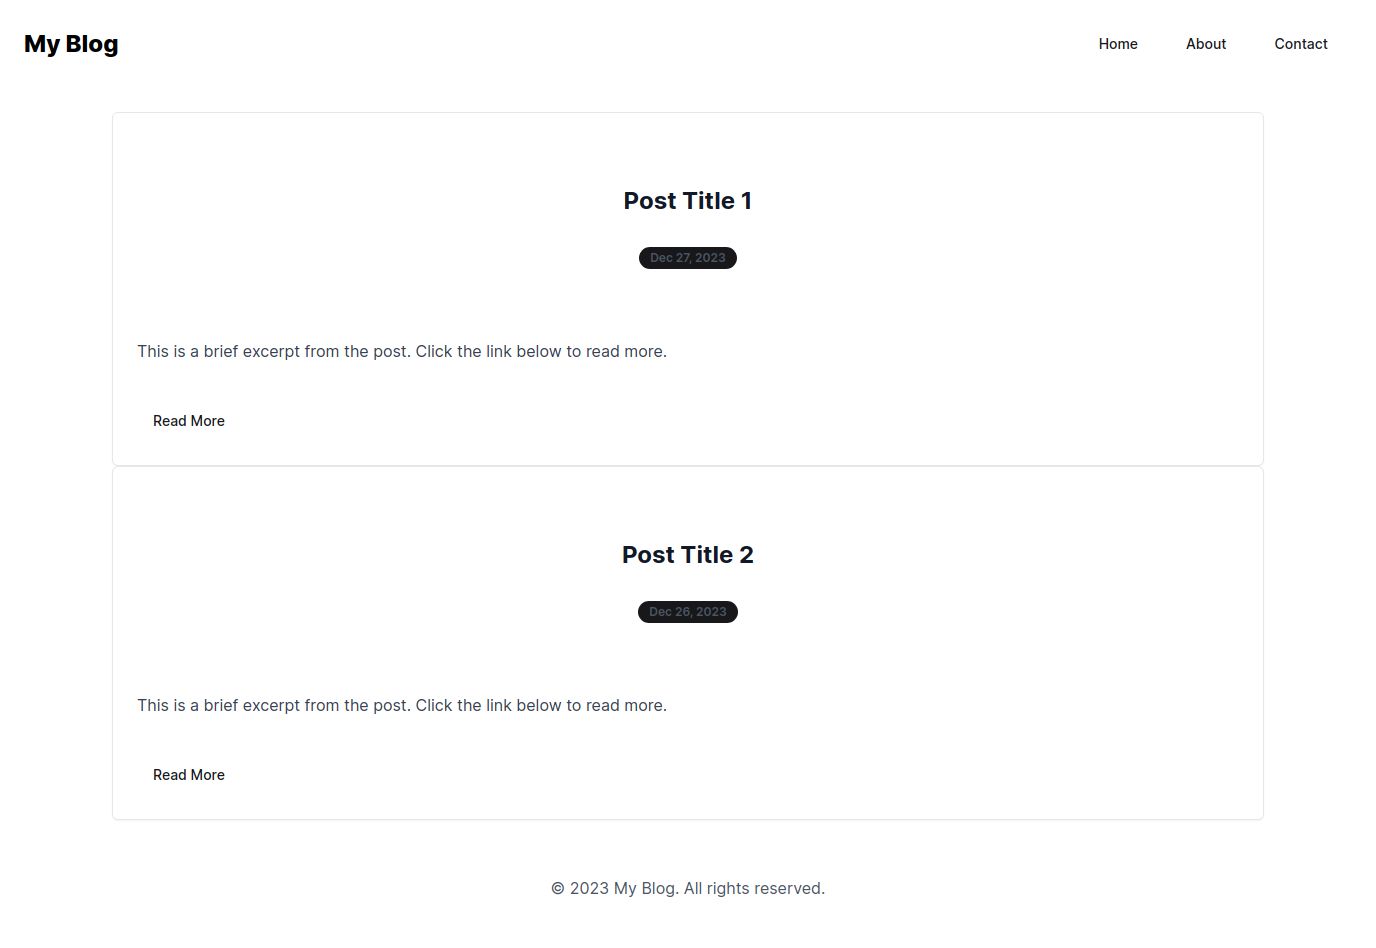 My Blog
Home About Contact
Post Title 1
Dec 27, 2023
This is a brief excerpt from the post. Click the link below to read more.
Read More
Post Title 2
Dec 26, 2023
This is a brief excerpt from the post. Click the link below to read more.
Read More
© 2023 My Blog. All rights reserved.